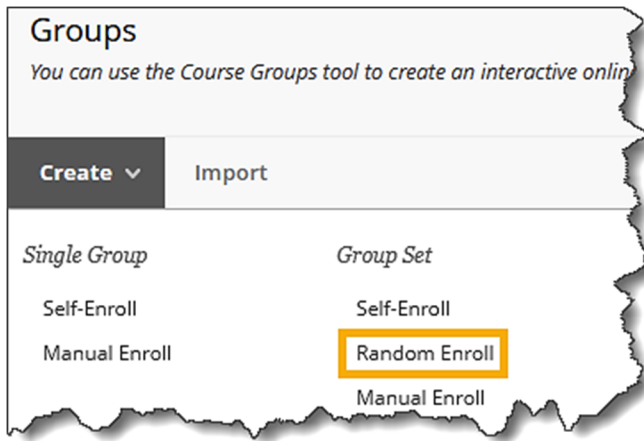 Groups
You can use the Course Groups tool to create an interactive onlin
Create Import
Single Group Group Set
Self-Enroll Self-Enroll
Manual Enroll Random Enroll
Manual Enroll